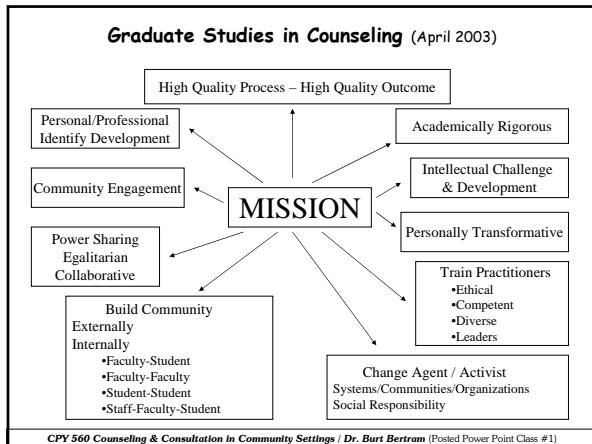 Graduate Studies in Counseling (April 2003)
High Quality Process – High Quality Outcome
Personal/Professional
Identify Development
Academically Rigorous
Community Engagement
Intellectual Challenge
& Development
MISSION
Power Sharing
Egalitarian
Collaborative
Personally Transformative
Build Community
Externally
Internally
•Faculty-Student
•Faculty-Faculty
•Student-Student
•Staff-Faculty-Student
Train Practitioners
•Ethical
•Competent
•Diverse
•Leaders
Change Agent / Activist
Systems/Communities/Organizations
Social Responsibility
CPY 560 Counseling & Consultation in Community Settings / Dr. Burt Bertram (Posted Power Point Class #1)